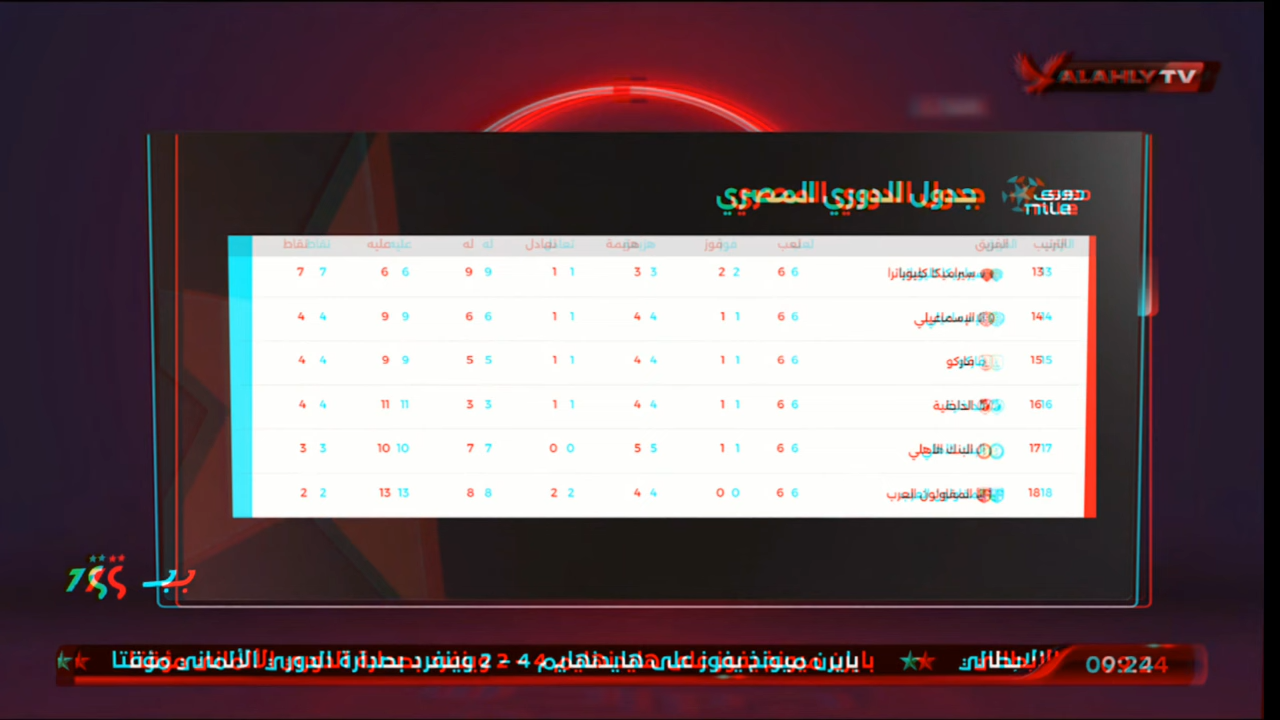 ALAHLY TV
جدول الدوري المصري
دوري nile
الترتيب الفريق لعب فوز هزيمة تعادل له عليه نقاط
13 سيراميكا كليوباترا 6 2 3 1 9 6 7
14 الإسماعيلي 6 1 4 1 6 9 4
15 فاركو 6 1 4 1 5 9 4
16 الداخلية 6 1 4 1 3 11 4
17 البنك الأهلي 6 1 5 0 7 10 3
18 المقاولون العرب 6 0 4 2 8 13 2
بايرن ميونخ يفوز على هايدنهايم 4 - 2 وينفرد بصدارة الدوري الألماني مؤقتا
09:24